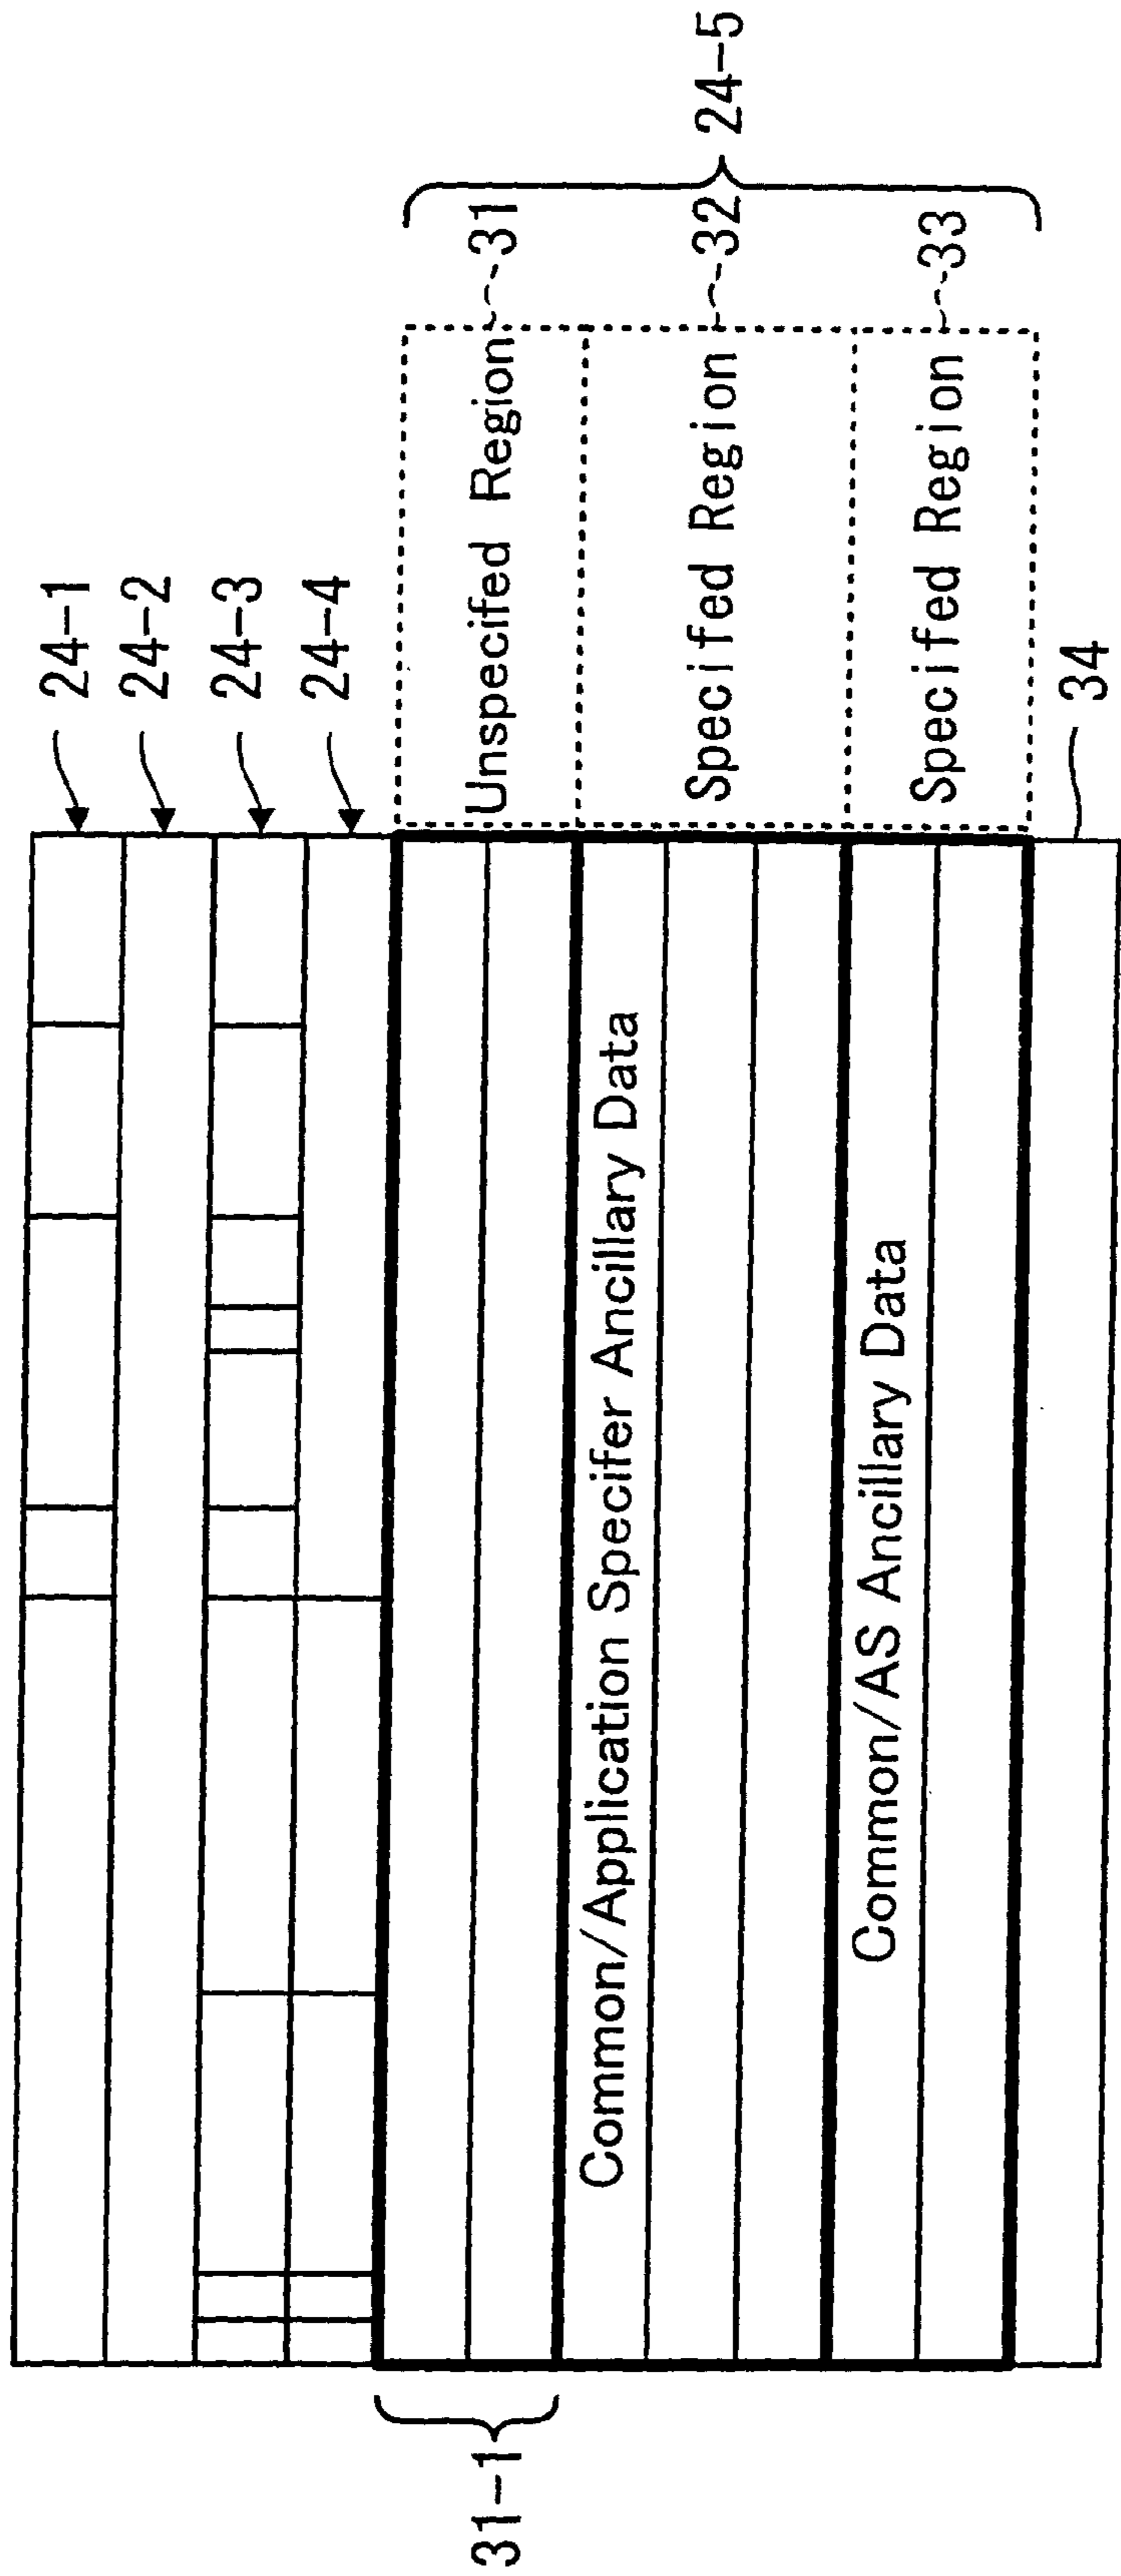 24-1
24-2
24-3
24-4
Unspecifed Region
31
Common/Application Specifer Ancillary Data
Specifed Region
32
24-5
Common/AS Ancillary Data
Specifed Region
33
34
31-1